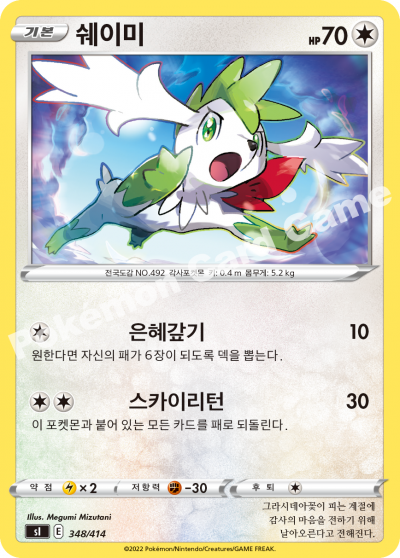 기본 쉐이미 HP 70
전국도감 NO.492 감사포켓몬 키: 0.4 m 몸무게: 5.2 kg
은혜갚기 10
원한다면 자신의 패가 6장이 되도록 덱을 뽑는다.
스카이리턴 30
이 포켓몬과 붙어 있는 모든 카드를 패로 되돌린다.
약점 ×2 저항력 -30 후퇴
Illus. Megumi Mizutani
sI E 348/414
그라시데아꽃이 피는 계절에
감사의 마음을 전하기 위해
날아오른다고 전해진다.
©2022 Pokémon/Nintendo/Creatures/GAME FREAK.
Pokémon Card Game